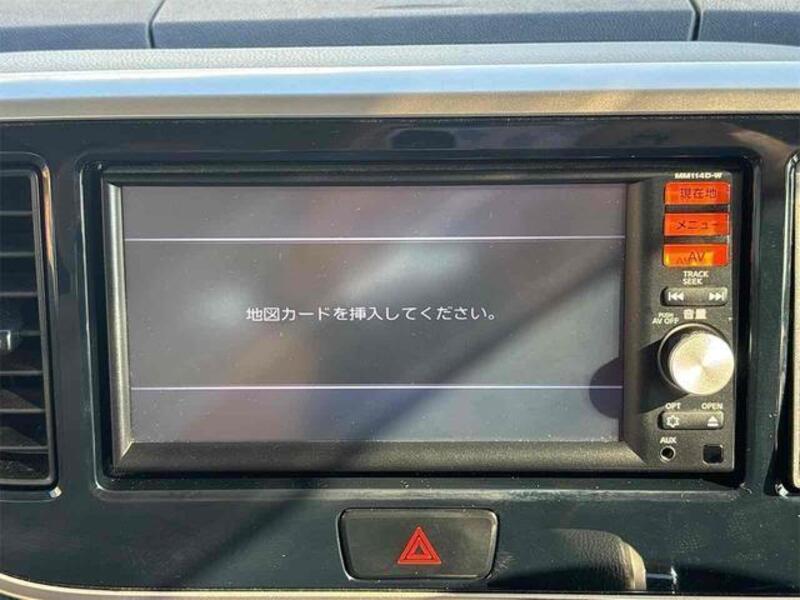 MM114D-W
現在地
メニュー
AV
TRACK
SEEK
PUSH
AV OFF
音量
地図カードを挿入してください。
OPT
OPEN
AUX